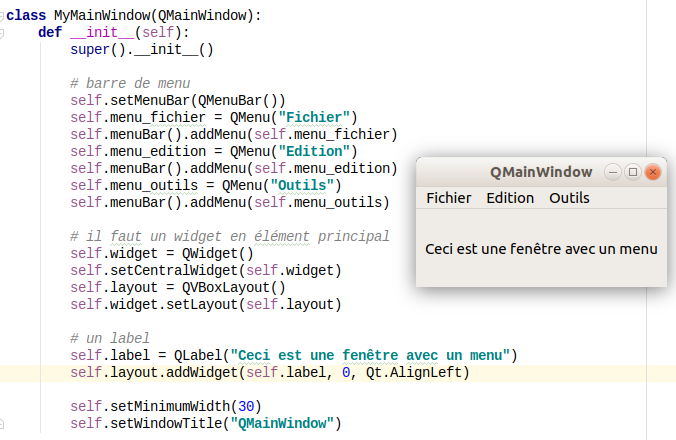 class MyMainWindow(QMainWindow):
    def __init__(self):
        super().__init__()

        # barre de menu
        self.setMenuBar(QMenuBar())
        self.menu_fichier = QMenu("Fichier")
        self.menuBar().addMenu(self.menu_fichier)
        self.menu_edition = QMenu("Edition")
        self.menuBar().addMenu(self.menu_edition)
        self.menu_outils = QMenu("Outils")
        self.menuBar().addMenu(self.menu_outils)

        # il faut un widget en élément principal
        self.widget = QWidget()
        self.setCentralWidget(self.widget)
        self.layout = QVBoxLayout()
        self.widget.setLayout(self.layout)

        # un label
        self.label = QLabel("Ceci est une fenêtre avec un menu")
        self.layout.addWidget(self.label, 0, Qt.AlignLeft)

        self.setMinimumWidth(30)
        self.setWindowTitle("QMainWindow")
QMainWindow
Fichier Edition Outils
Ceci est une fenêtre avec un menu